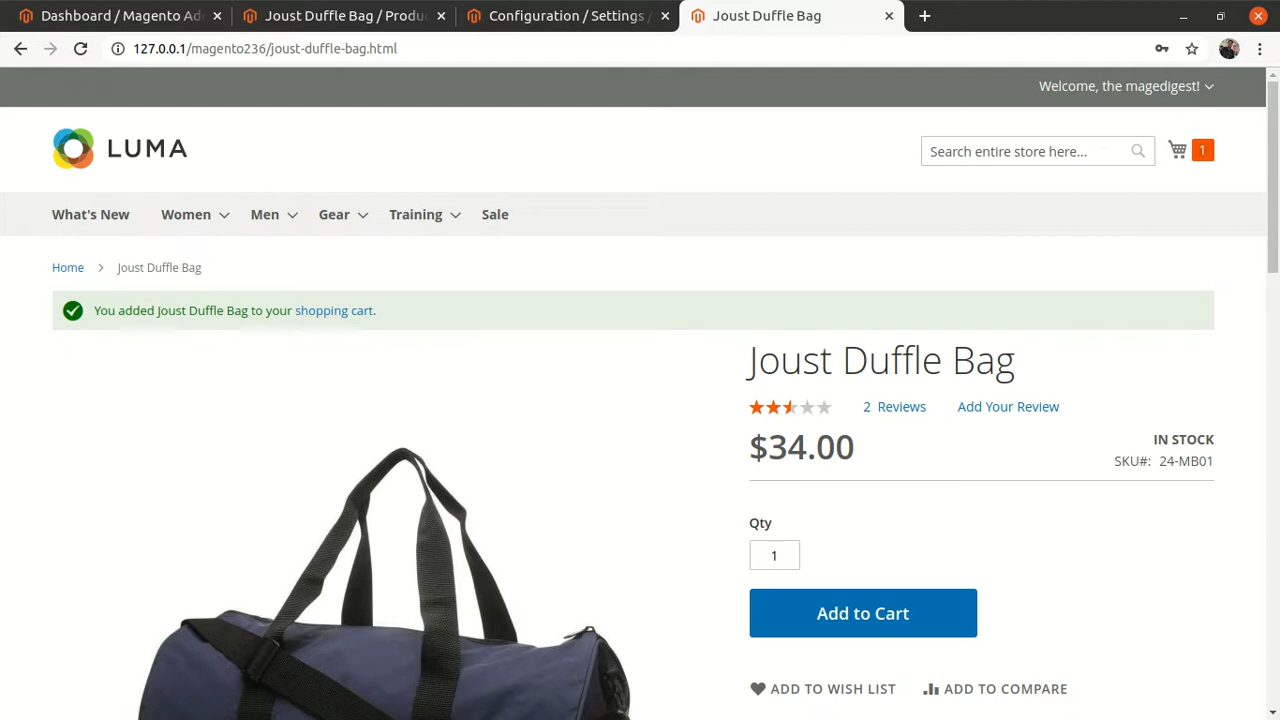 Dashboard / Magento Ad
Joust Duffle Bag / Produ
Configuration / Settings /
Joust Duffle Bag
127.0.0.1/magento236/joust-duffle-bag.html
Welcome, the magedigest!
LUMA
Search entire store here...
1
What's New
Women
Men
Gear
Training
Sale
Home
Joust Duffle Bag
You added Joust Duffle Bag to your shopping cart.
Joust Duffle Bag
2 Reviews
Add Your Review
$34.00
IN STOCK
SKU#: 24-MB01
Qty
1
Add to Cart
ADD TO WISH LIST
ADD TO COMPARE